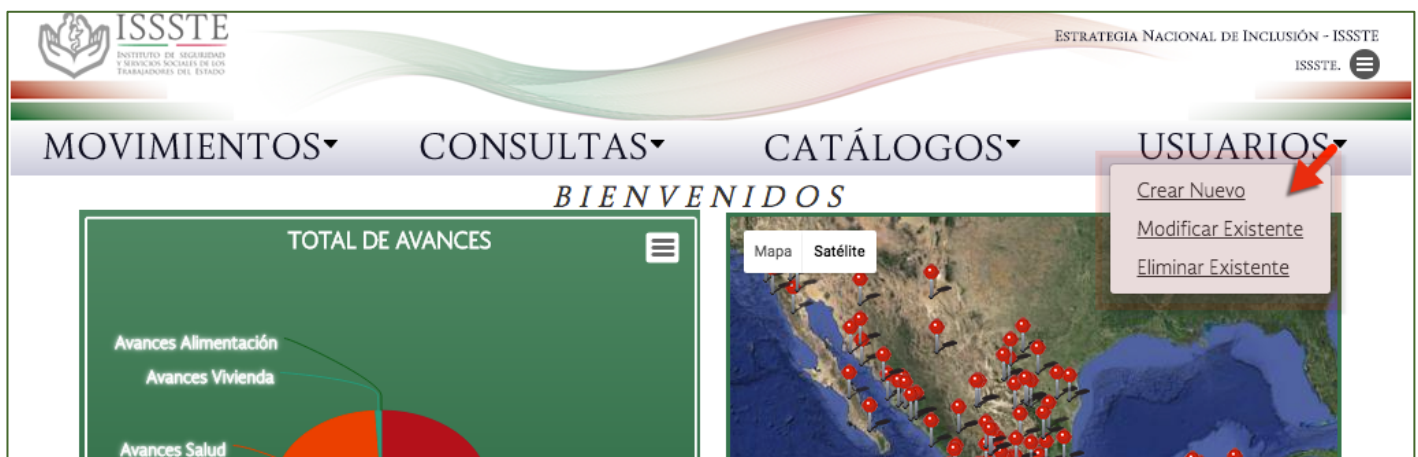 ISSSTE
INSTITUTO DE SEGURIDAD
Y SERVICIOS SOCIALES DE LOS
TRABAJADORES DEL ESTADO
ESTRATEGIA NACIONAL DE INCLUSIÓN - ISSSTE
ISSSTE.
MOVIMIENTOS CONSULTAS CATÁLOGOS USUARIOS
Crear Nuevo
Modificar Existente
Eliminar Existente
BIENVENIDOS
TOTAL DE AVANCES
Avances Alimentación
Avances Vivienda
Avances Salud
Mapa Satélite